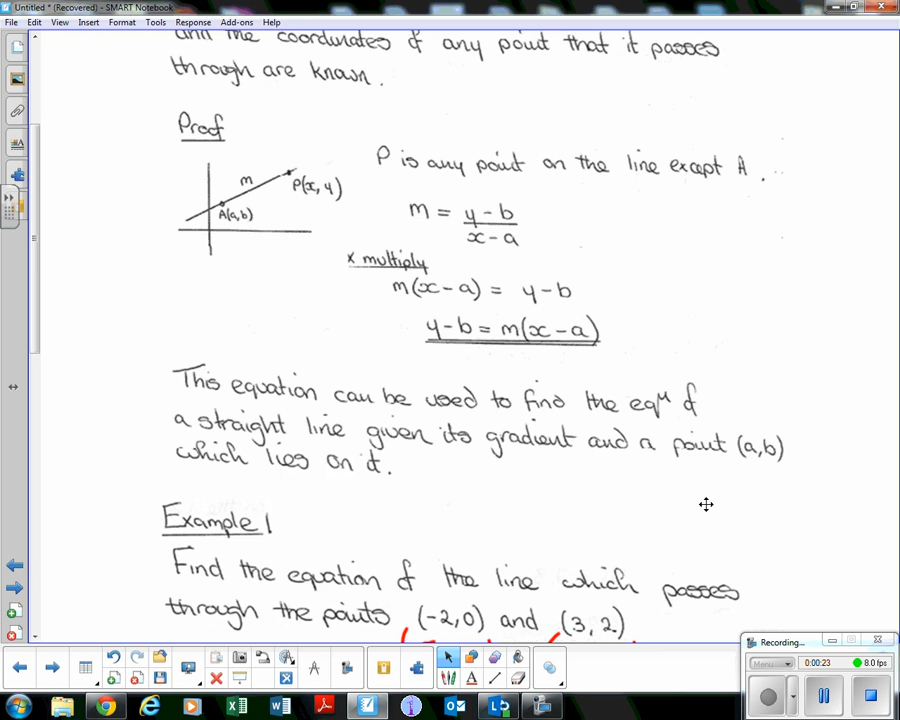 Untitled * (Recovered) - SMART Notebook
File Edit View Insert Format Tools Response Add-ons Help
and the coordinates of any point that it passes
through are known.
Proof
P is any point on the line except A.
m
P(x, y)
A(a,b)
m = y-b / x-a
x multiply
m(x-a) = y-b
y-b = m(x-a)
This equation can be used to find the eqn of
a straight line given its gradient and a point (a,b)
which lies on it.
Example 1
Find the equation of the line which passes
through the points (-2,0) and (3, 2)
Recording...
Menu
0:00:23
8.0 fps